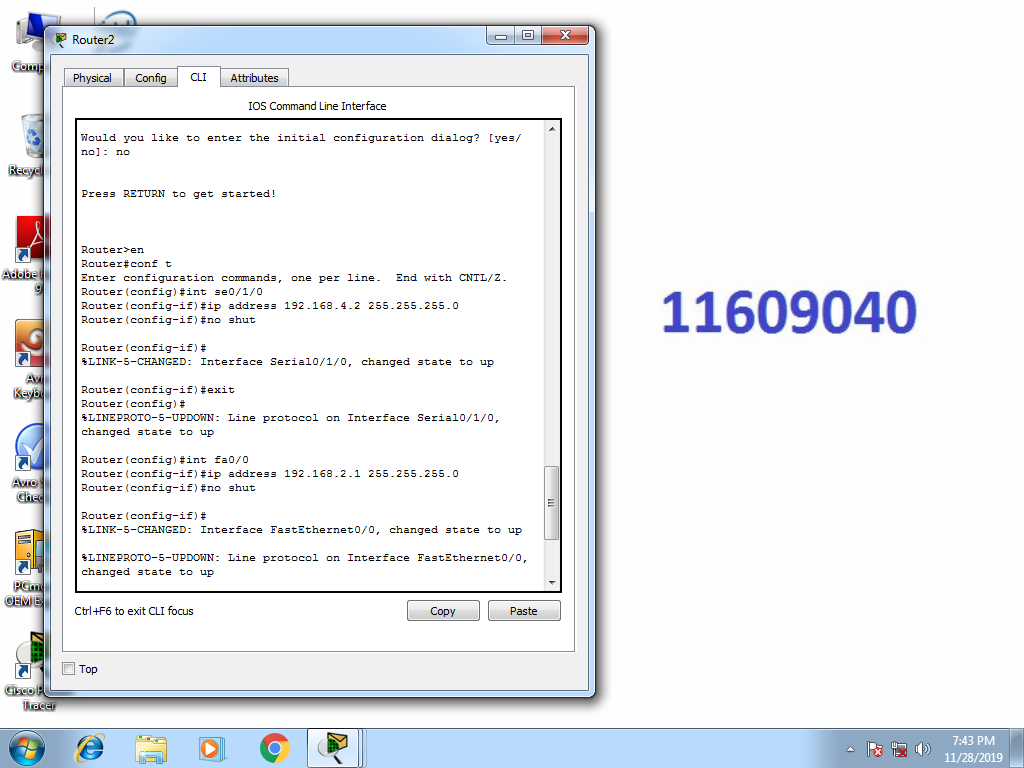 Router2
Physical
Config
CLI
Attributes
IOS Command Line Interface
Would you like to enter the initial configuration dialog? [yes/
no]: no
Press RETURN to get started!
Router>en
Router#conf t
Enter configuration commands, one per line.  End with CNTL/Z.
Router(config)#int se0/1/0
Router(config-if)#ip address 192.168.4.2 255.255.255.0
Router(config-if)#no shut
Router(config-if)#
%LINK-5-CHANGED: Interface Serial0/1/0, changed state to up
Router(config-if)#exit
Router(config)#
%LINEPROTO-5-UPDOWN: Line protocol on Interface Serial0/1/0,
changed state to up
Router(config)#int fa0/0
Router(config-if)#ip address 192.168.2.1 255.255.255.0
Router(config-if)#no shut
Router(config-if)#
%LINK-5-CHANGED: Interface FastEthernet0/0, changed state to up
%LINEPROTO-5-UPDOWN: Line protocol on Interface FastEthernet0/0,
changed state to up
Ctrl+F6 to exit CLI focus
Copy
Paste
Top
11609040
Comp
Recycl
Adobe
9
Avr
Keybo
Avro S
Chec
PCmo
OEM E
Cisco P
Tracer
7:43 PM
11/28/2019